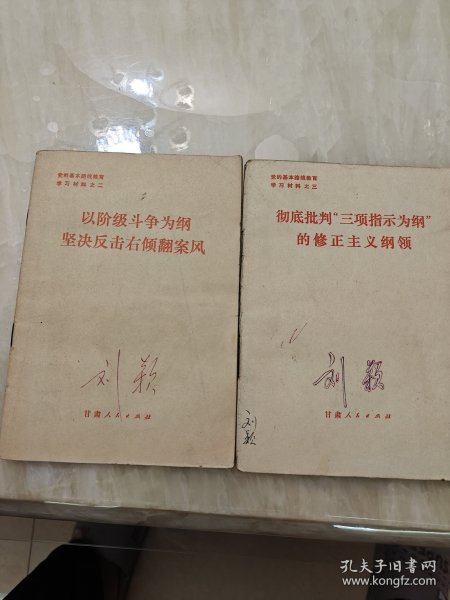 党的基本路线教育
学习材料之二
以阶级斗争为纲
坚决反击右倾翻案风
刘颖
甘肃人民出版社
党的基本路线教育
学习材料之三
彻底批判“三项指示为纲”
的修正主义纲领
刘颖
刘颖
甘肃人民出版社
孔夫子旧书网
www.kongfz.com